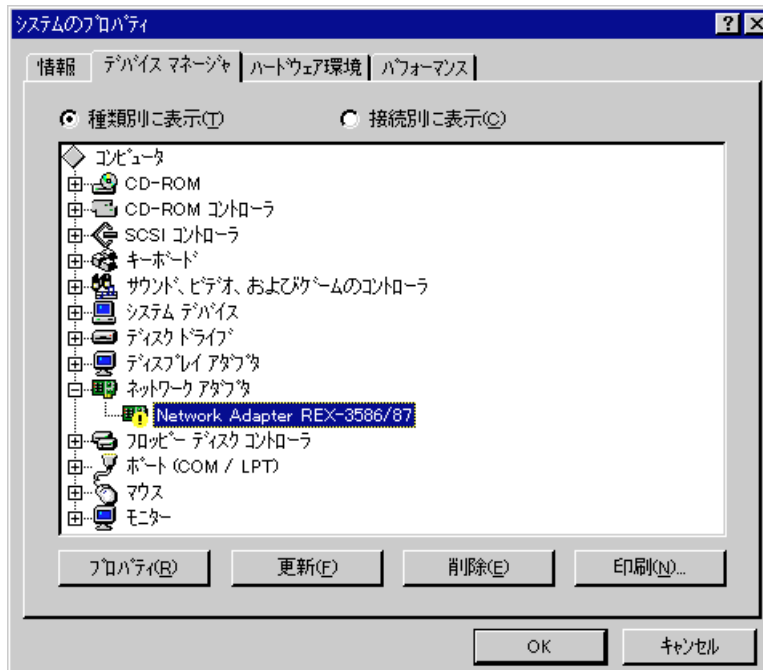 システムのプロパティ
情報 デバイス マネージャ ハードウェア環境 パフォーマンス
種類別に表示(T) 接続別に表示(C)
コンピュータ
CD-ROM
CD-ROM コントローラ
SCSI コントローラ
キーボード
サウンド、ビデオ、およびゲームのコントローラ
システム デバイス
ディスク ドライブ
ディスプレイ アダプタ
ネットワーク アダプタ
Network Adapter REX-3586/87
フロッピー ディスク コントローラ
ポート (COM / LPT)
マウス
モニター
プロパティ(R) 更新(F) 削除(E) 印刷(N)...
OK キャンセル